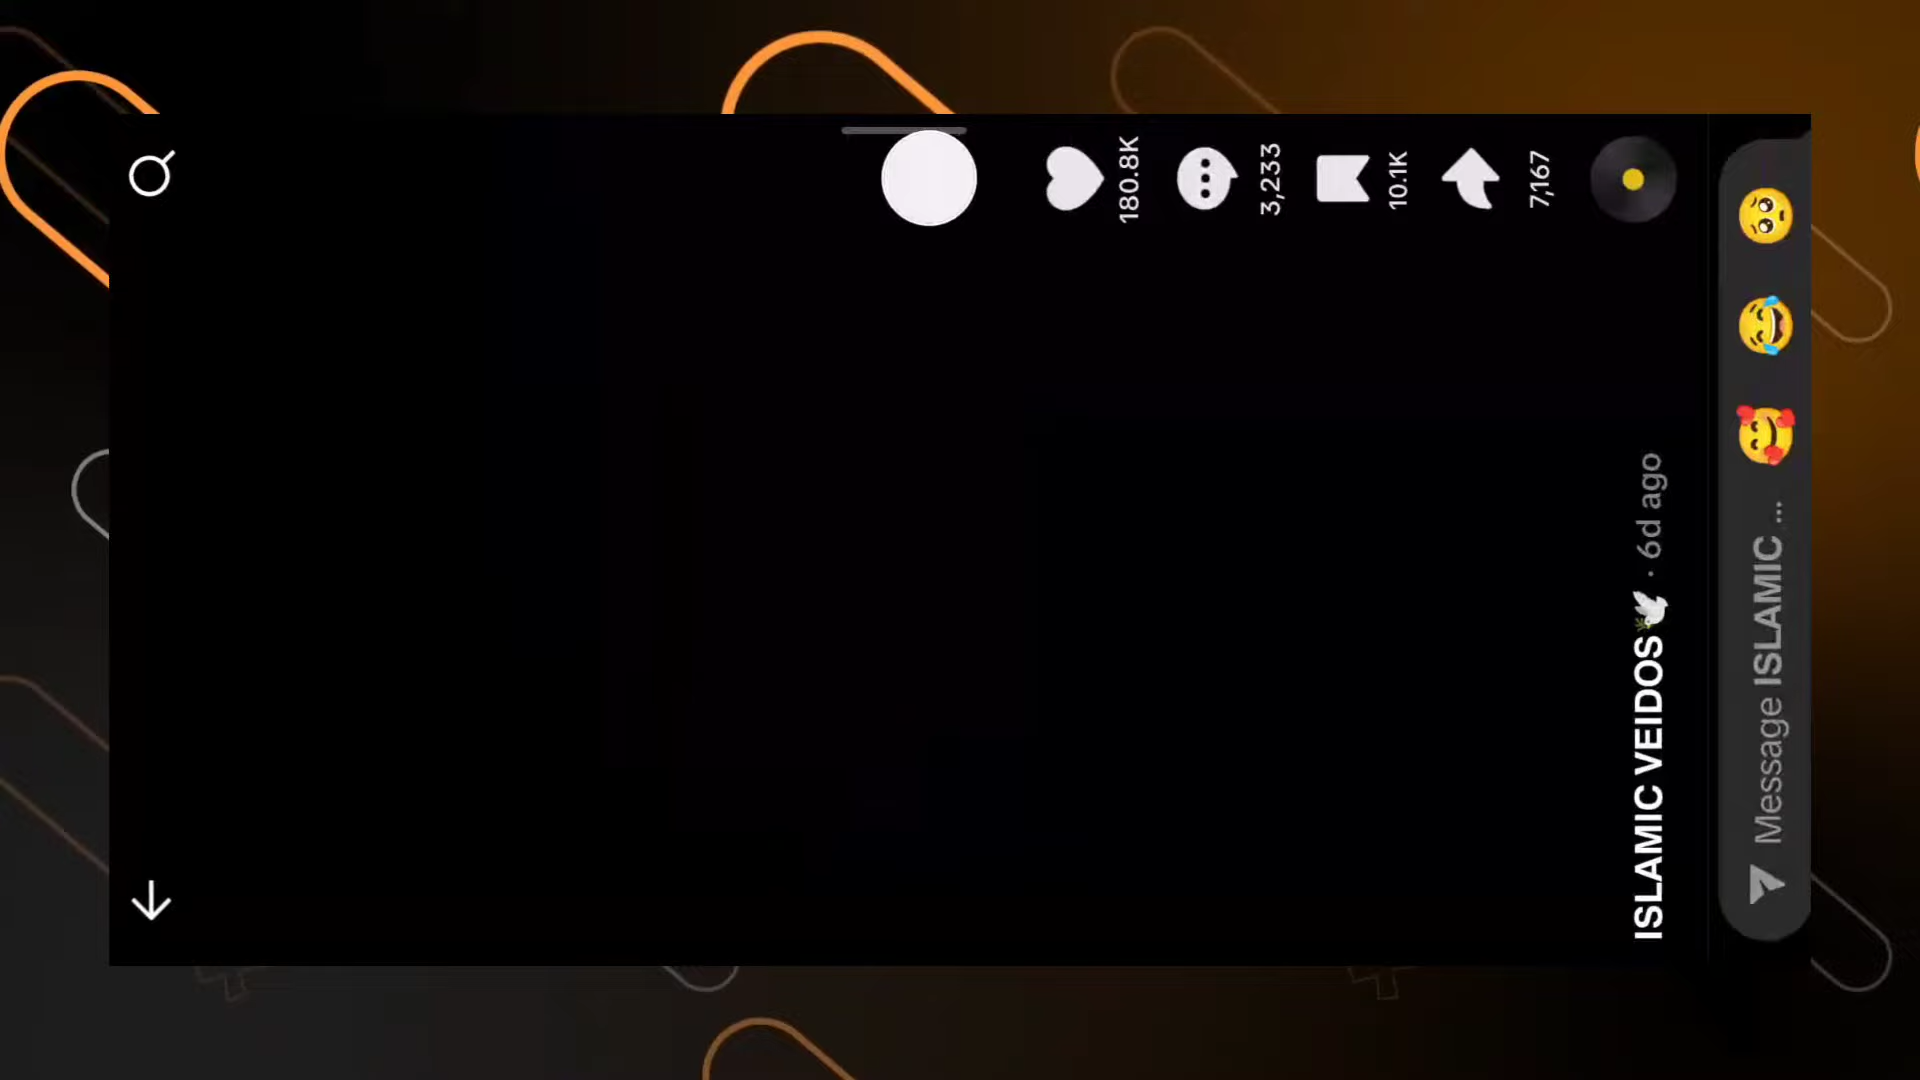 180.8K
3,233
10.1K
7,167
ISLAMIC VEIDOS🕊️ · 6d ago
Message ISLAMIC ... 🥰 😂 🥺